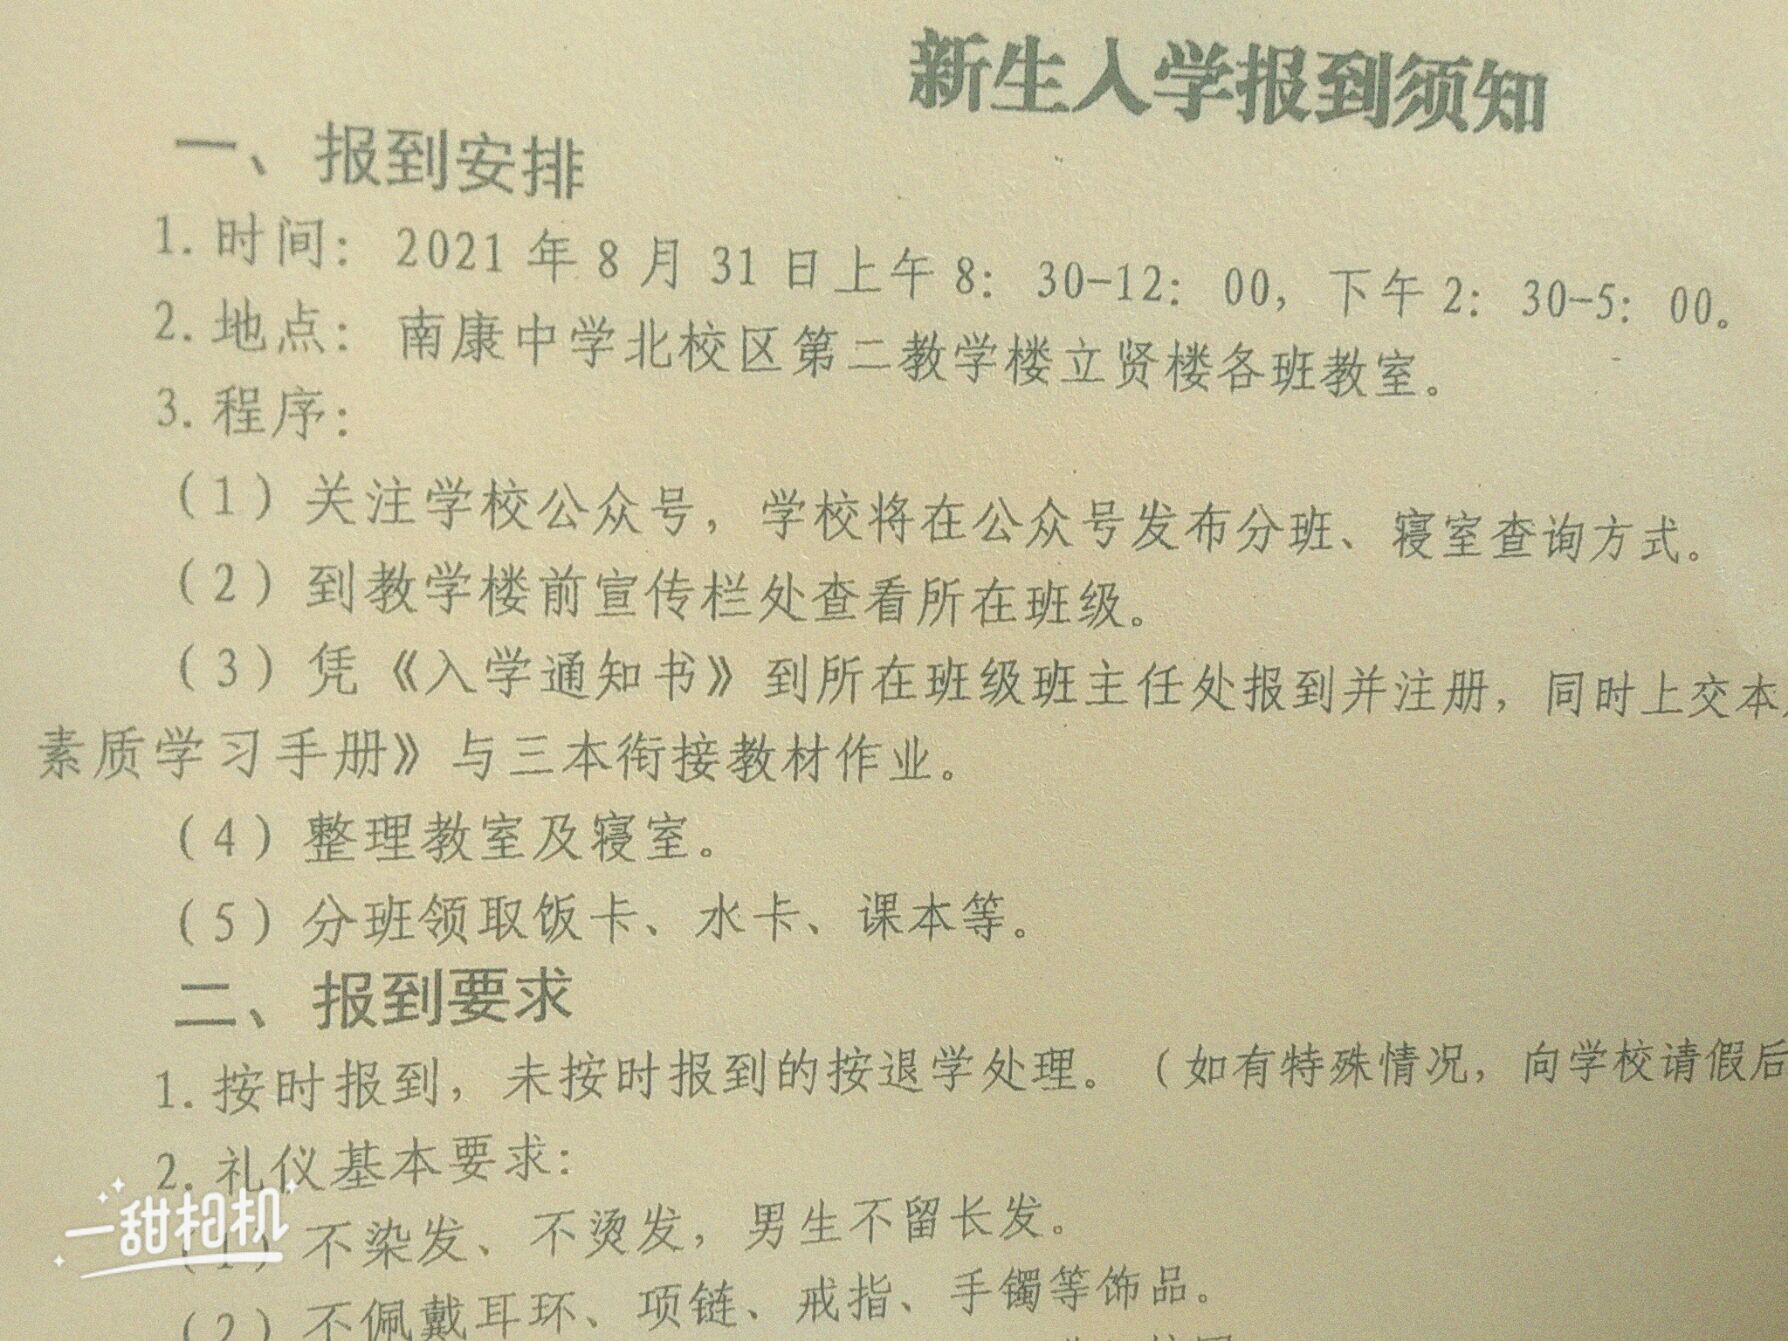 新生入学报到须知
一、报到安排
1. 时间： 2021 年 8 月 31 日上午 8：30-12：00，下午 2：30-5：00。
2. 地点： 南康中学北校区第二教学楼立贤楼各班教室。
3. 程序：
（1）关注学校公众号，学校将在公众号发布分班、寝室查询方式。
（2）到教学楼前宣传栏处查看所在班级。
（3）凭《入学通知书》到所在班级班主任处报到并注册，同时上交本
素质学习手册》与三本衔接教材作业。
（4）整理教室及寝室。
（5）分班领取饭卡、水卡、课本等。
二、报到要求
1. 按时报到，未按时报到的按退学处理。（如有特殊情况，向学校请假后
2. 礼仪基本要求：
（1）不染发、不烫发，男生不留长发。
（2）不佩戴耳环、项链、戒指、手镯等饰品。
一甜相机